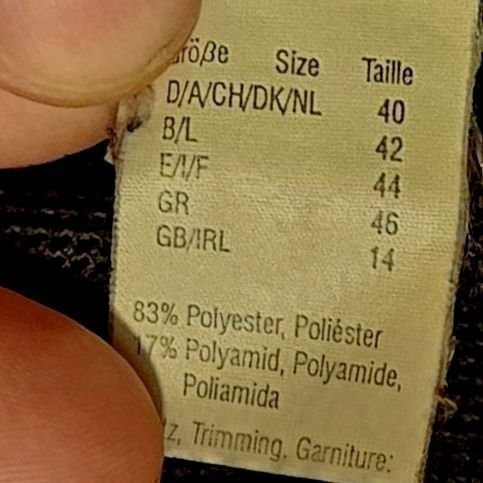 Größe Size Taille
D/A/CH/DK/NL 40
B/L 42
E/I/F 44
GR 46
GB/IRL 14
83% Polyester, Poliéster
17% Polyamid, Polyamide,
Poliamida
Trimming. Garniture: